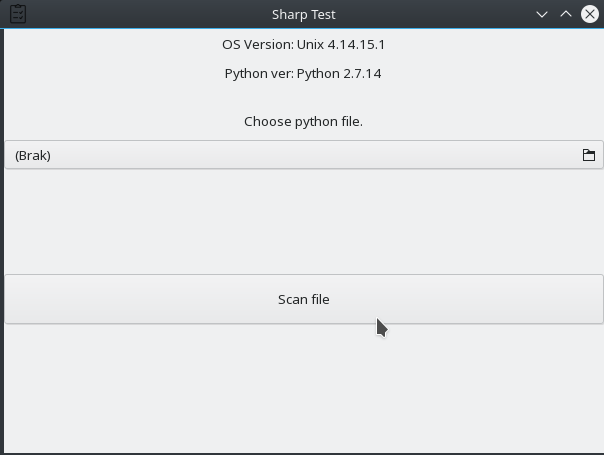 Sharp Test
OS Version: Unix 4.14.15.1
Python ver: Python 2.7.14
Choose python file.
(Brak)
Scan file